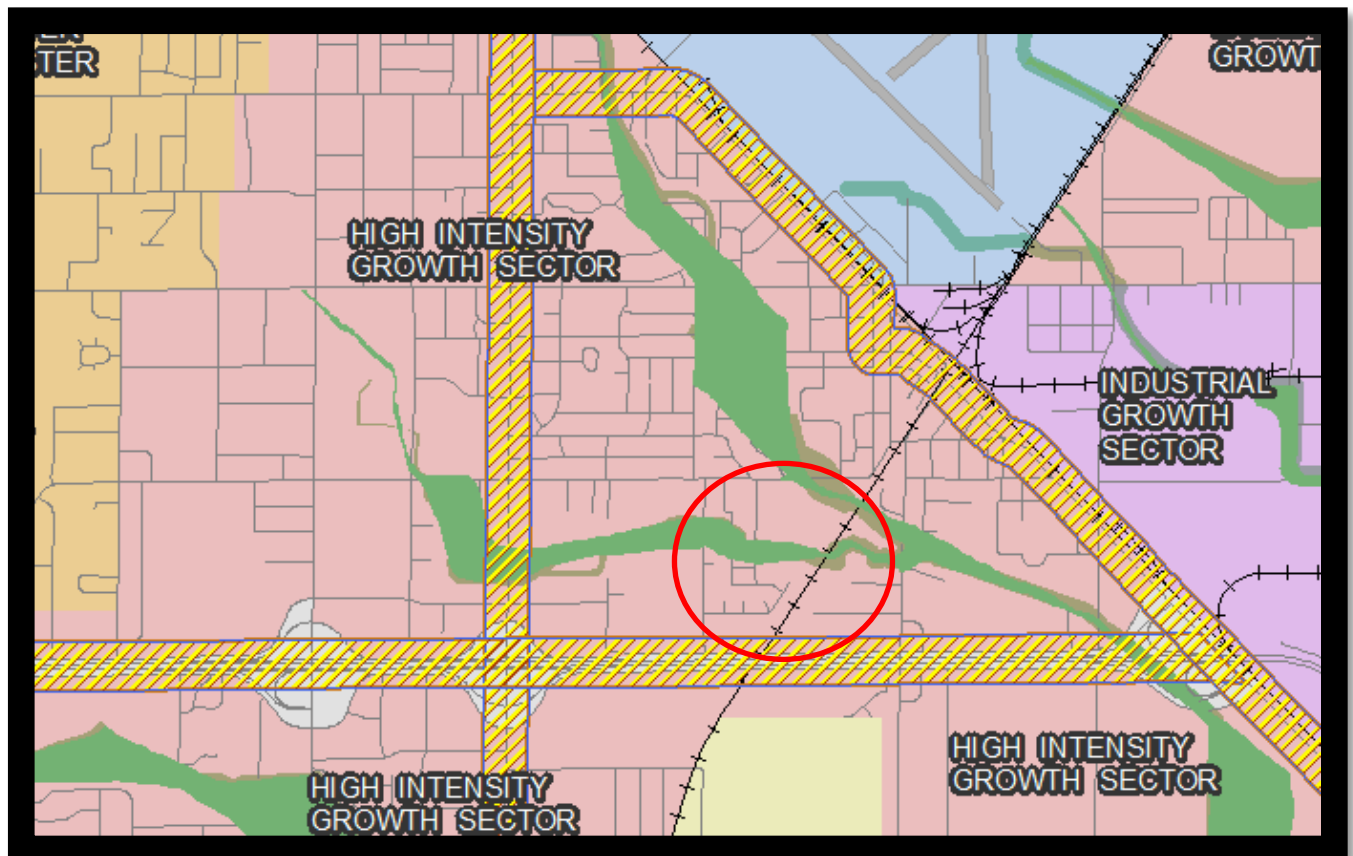 TER
GROWT
HIGH INTENSITY
GROWTH SECTOR
INDUSTRIAL
GROWTH
SECTOR
HIGH INTENSITY
GROWTH SECTOR
HIGH INTENSITY
GROWTH SECTOR